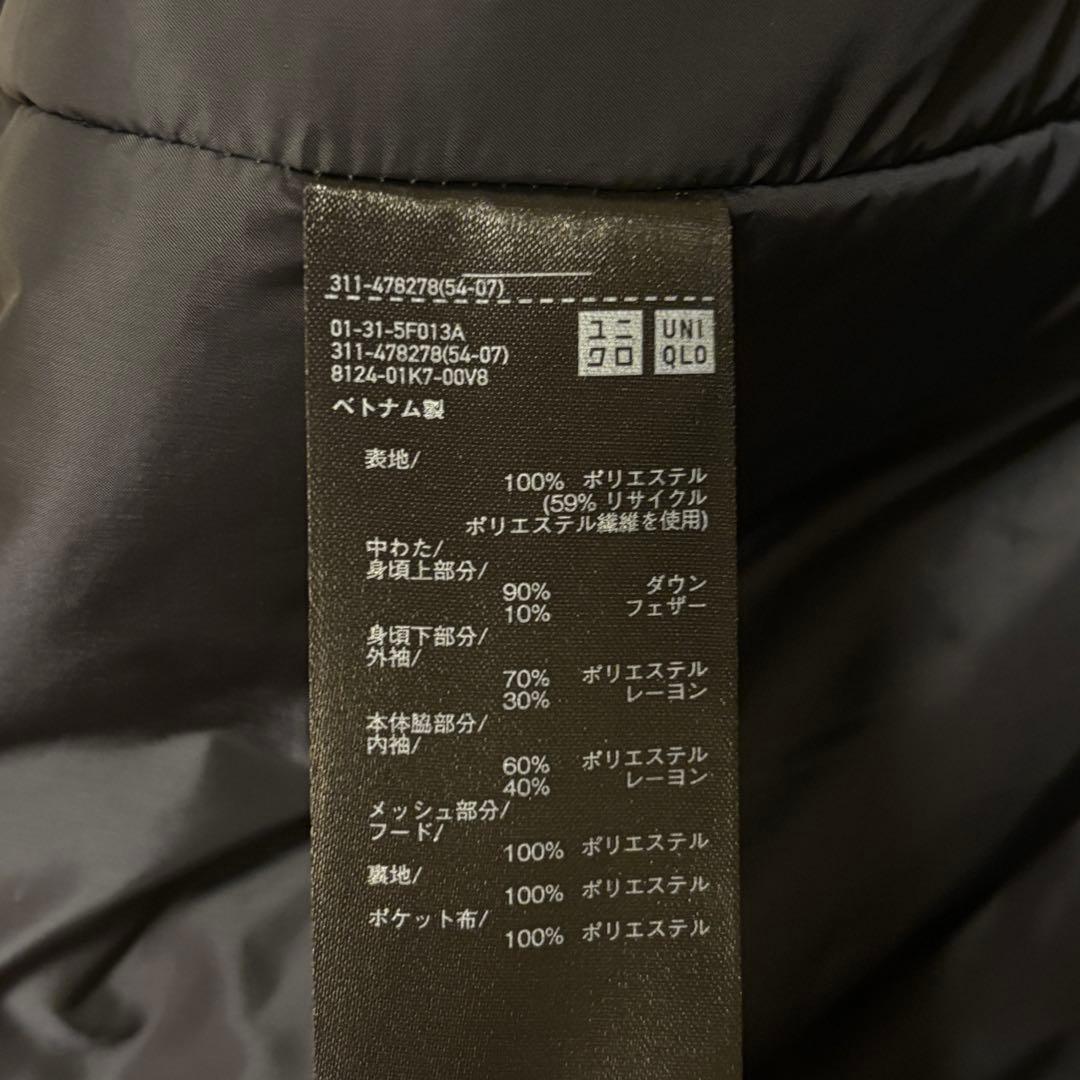 311-478278(54-07)
01-31-5F013A
311-478278(54-07)
8124-01K7-00V8
ユニ
クロ
UNI
QLO
ベトナム製
表地/
100% ポリエステル
(59% リサイクル
ポリエステル繊維を使用)
中わた/
身頃上部分/
90% ダウン
10% フェザー
身頃下部分/
外袖/
70% ポリエステル
30% レーヨン
本体脇部分/
内袖/
60% ポリエステル
40% レーヨン
メッシュ部分/
フード/
100% ポリエステル
裏地/
100% ポリエステル
ポケット布/
100% ポリエステル